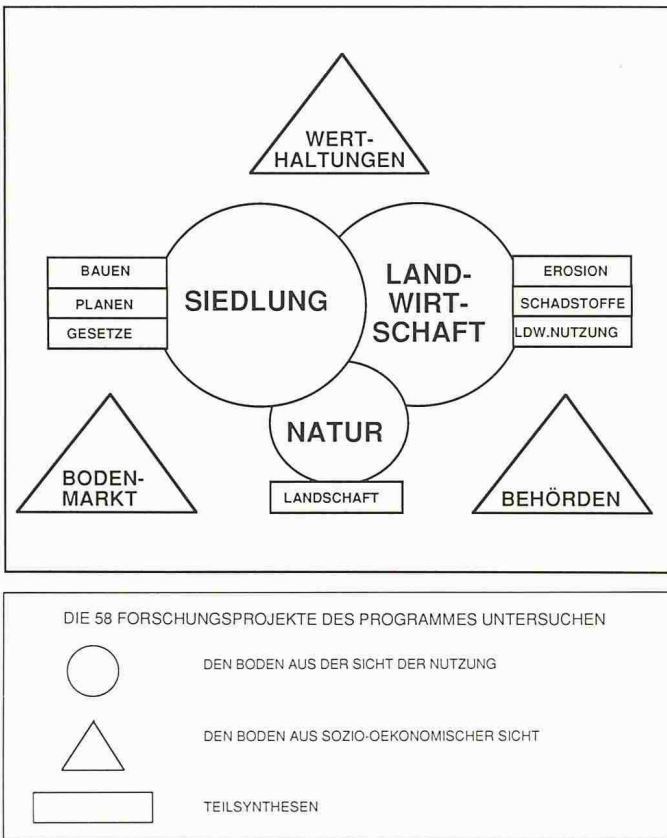 WERT-
HALTUNGEN
BAUEN
PLANEN
GESETZE
SIEDLUNG
LAND-
WIRT-
SCHAFT
EROSION
SCHADSTOFFE
LDW.NUTZUNG
NATUR
LANDSCHAFT
BODEN-
MARKT
BEHÖRDEN
DIE 58 FORSCHUNGSPROJEKTE DES PROGRAMMES UNTERSUCHEN
DEN BODEN AUS DER SICHT DER NUTZUNG
DEN BODEN AUS SOZIO-OEKONOMISCHER SICHT
TEILSYNTHESEN